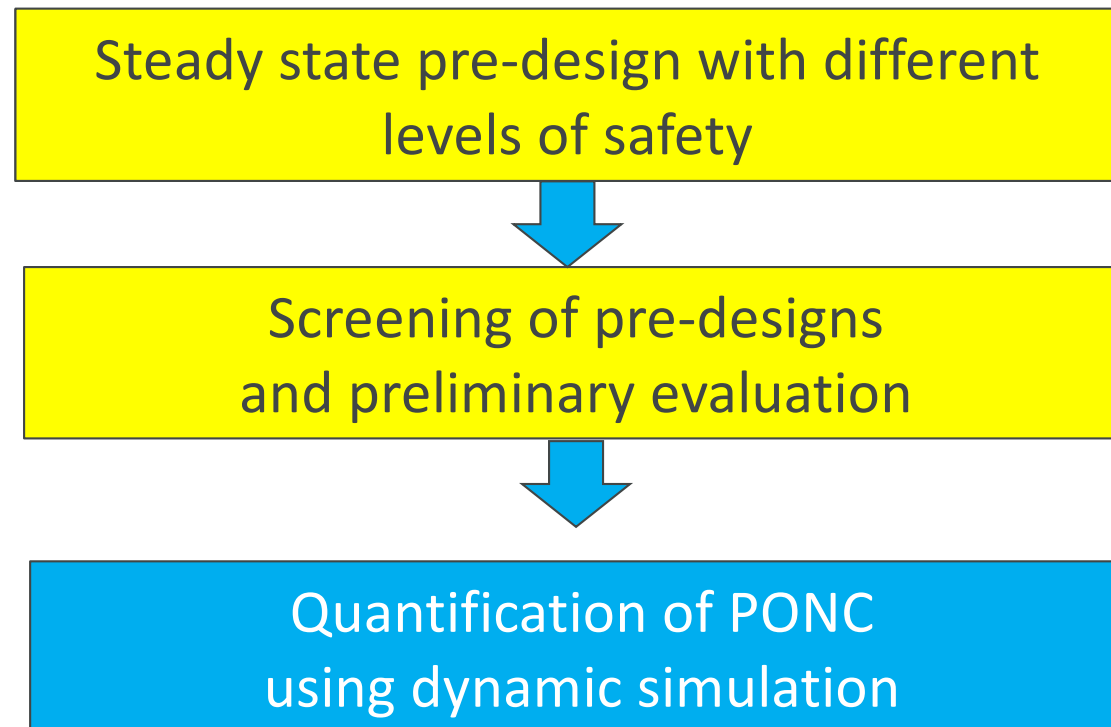 Steady state pre-design with different
levels of safety
Screening of pre-designs
and preliminary evaluation
Quantification of PONC
using dynamic simulation